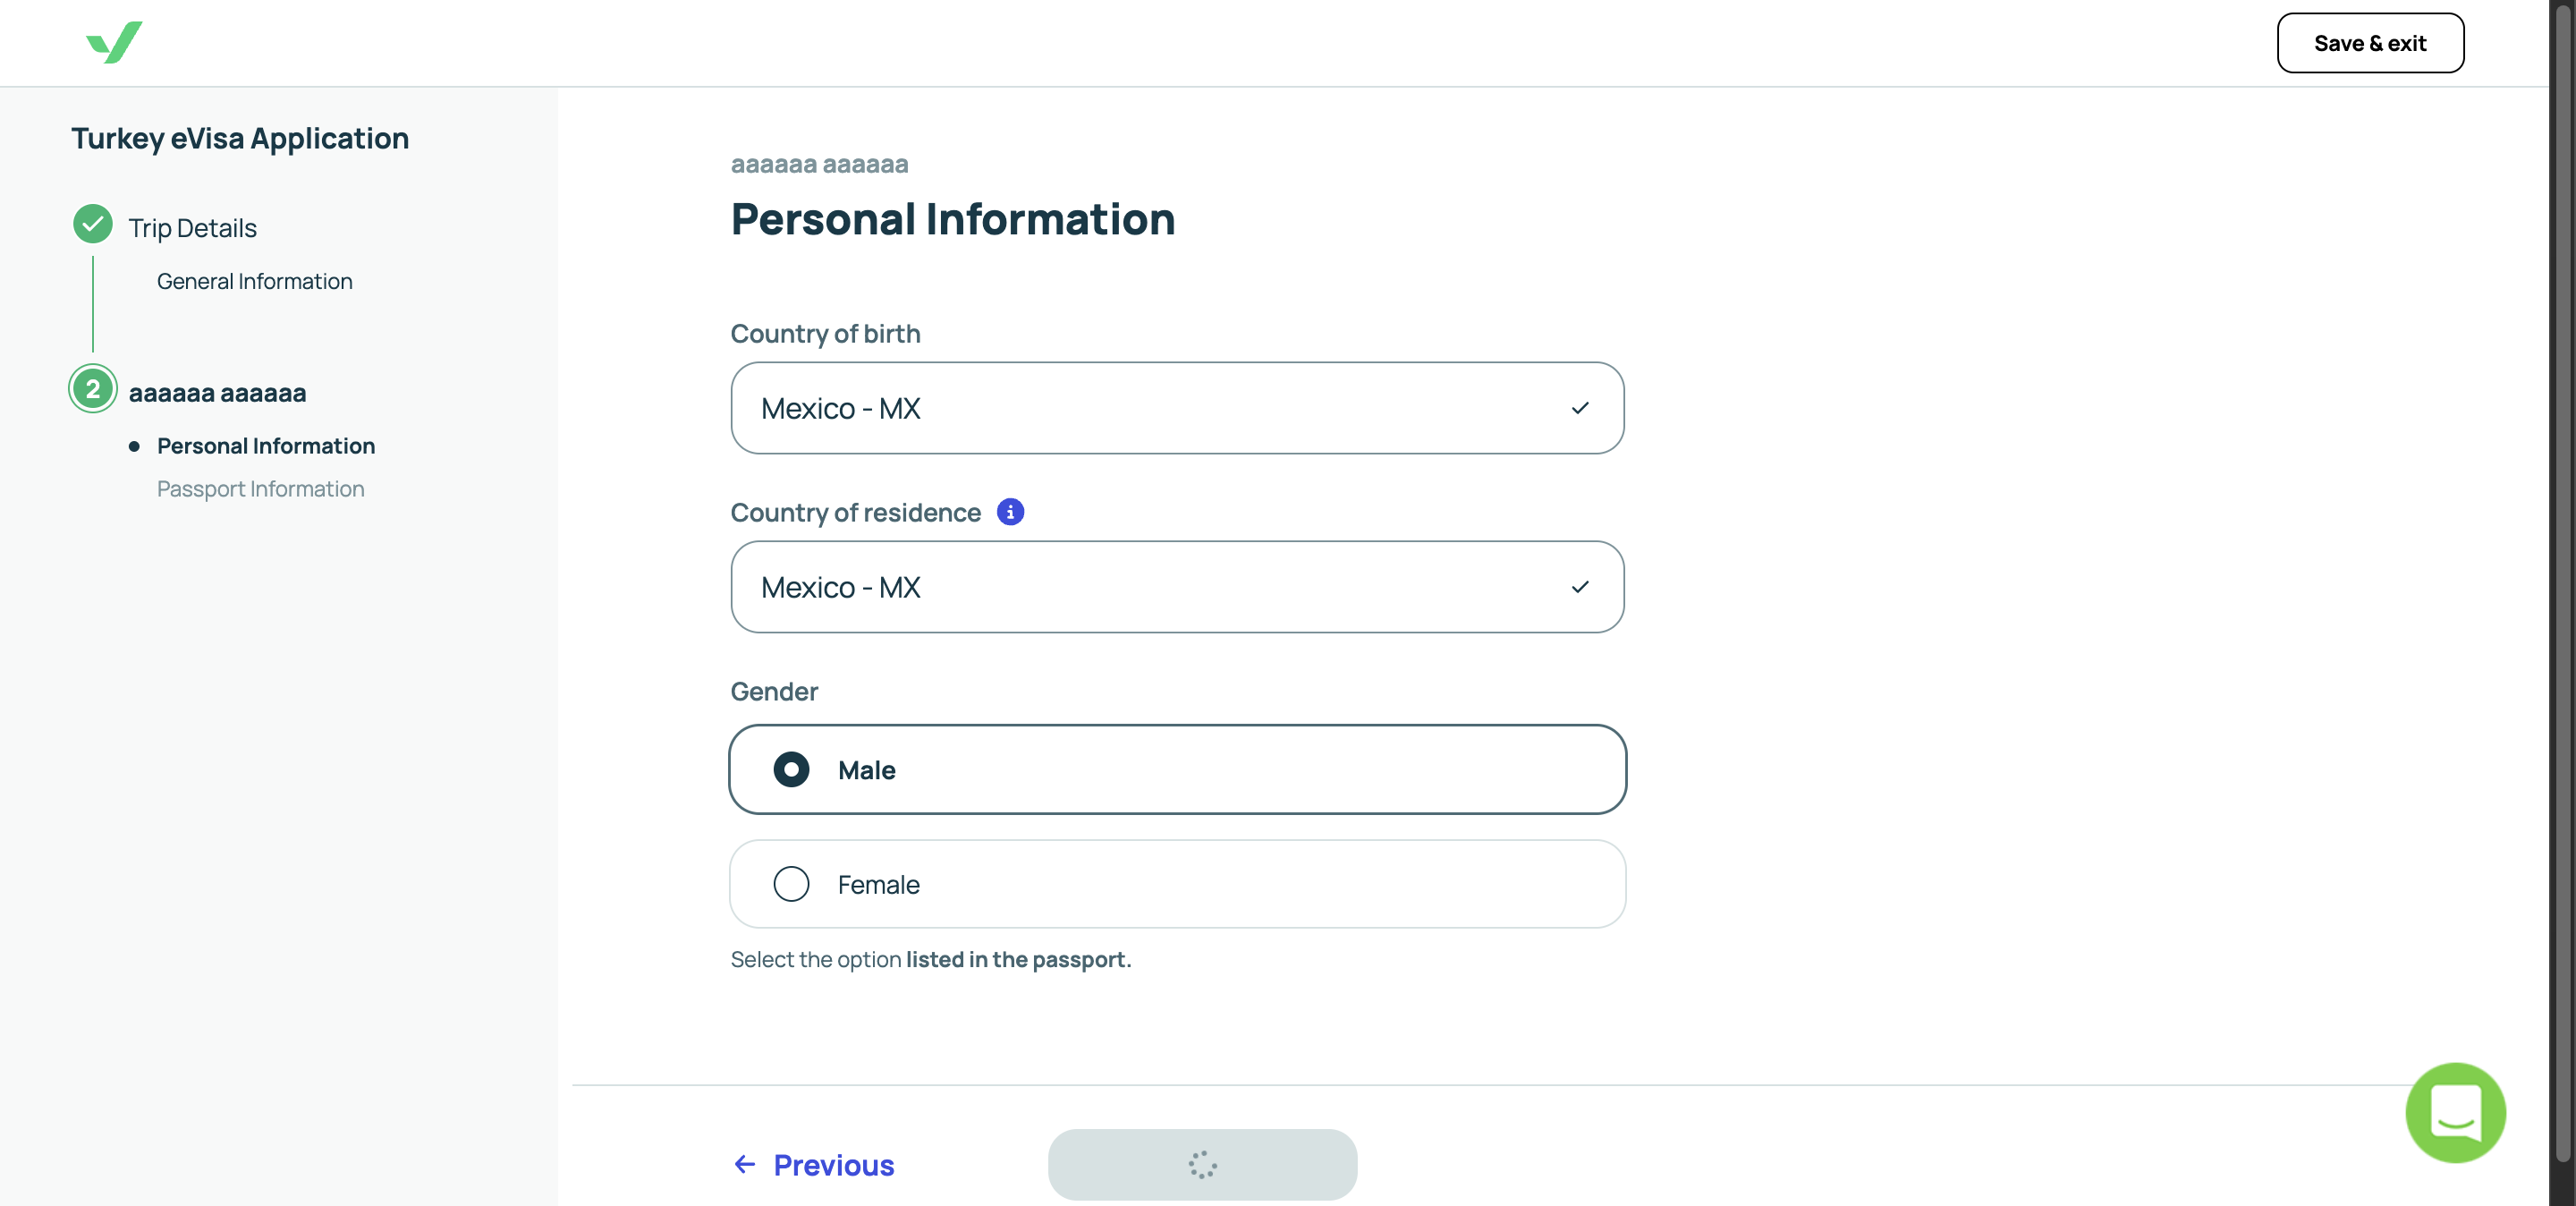 Save & exit
Turkey eVisa Application
Trip Details
General Information
2
aaaaaa aaaaaa
Personal Information
Passport Information
aaaaaa aaaaaa
Personal Information
Country of birth
Mexico - MX
Country of residence
Mexico - MX
Gender
Male
Female
Select the option listed in the passport.
Previous